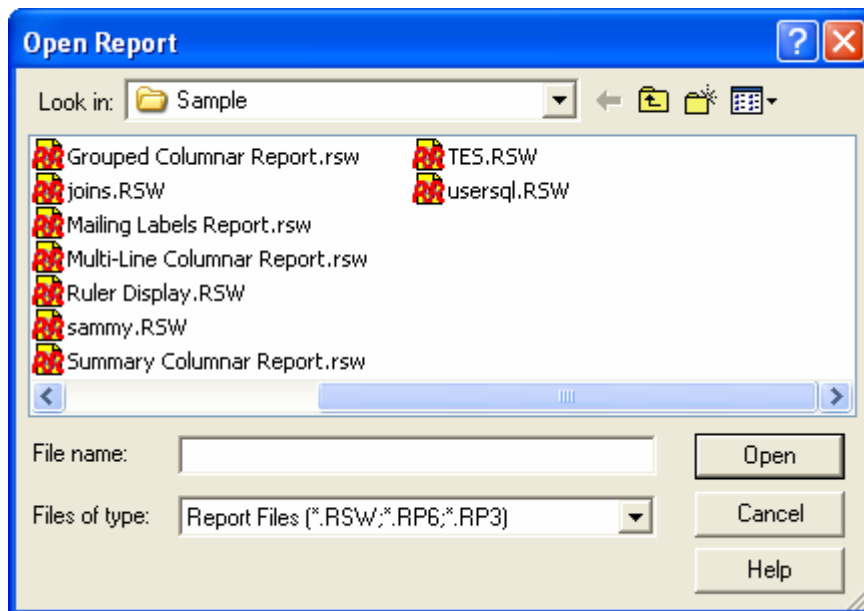 Open Report
Look in: Sample
Grouped Columnar Report.rsw
joins.RSW
Mailing Labels Report.rsw
Multi-Line Columnar Report.rsw
Ruler Display.RSW
sammy.RSW
Summary Columnar Report.rsw
TES.RSW
usersql.RSW
File name:
Open
Files of type: Report Files (*.RSW;*.RP6;*.RP3)
Cancel
Help